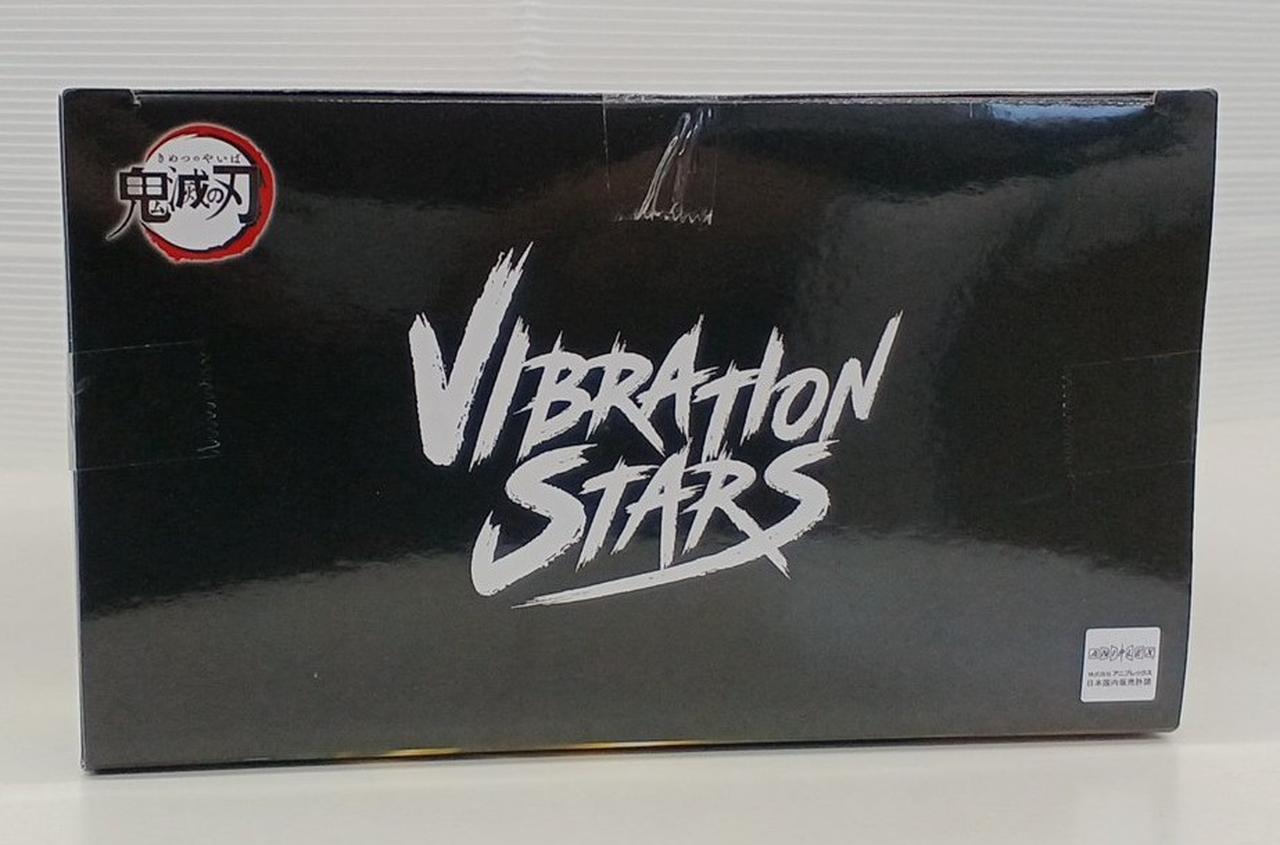 きめつのやいば
鬼滅の刃
VIBRATION
STARS
ANIPLEX
株式会社アニプレックス
日本国内販売許諾